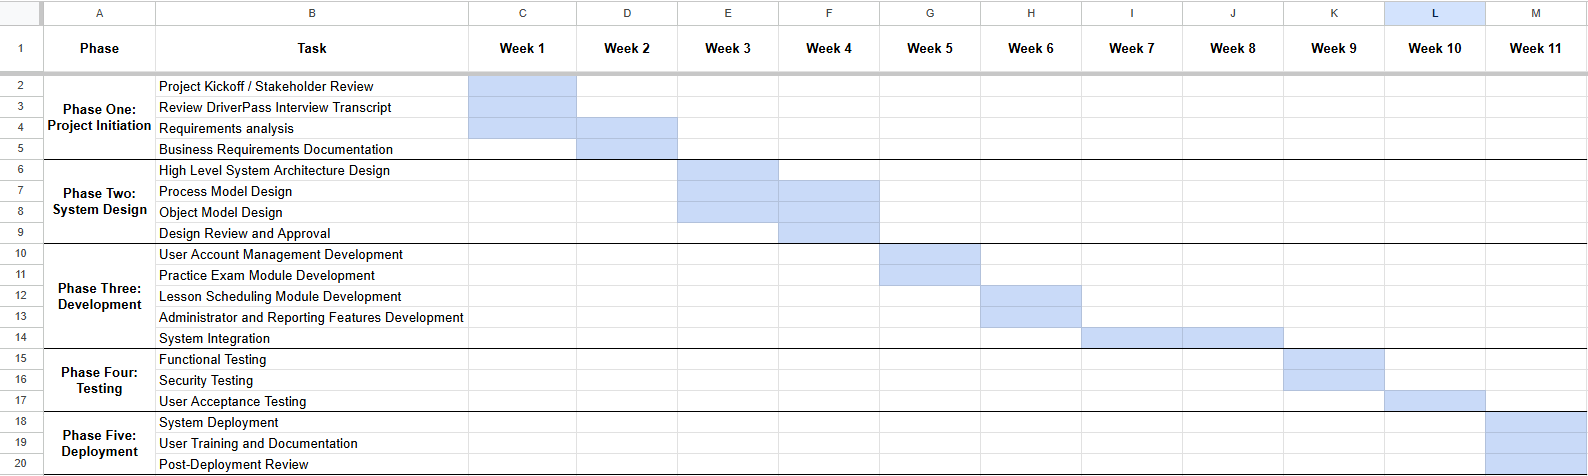 A B C D E F G H I J K L M
1 Phase Task Week 1 Week 2 Week 3 Week 4 Week 5 Week 6 Week 7 Week 8 Week 9 Week 10 Week 11
2 Project Kickoff / Stakeholder Review
Phase One:
3 Review DriverPass Interview Transcript
Project Initiation
4 Requirements analysis
5 Business Requirements Documentation
6 High Level System Architecture Design
Phase Two:
7 Process Model Design
System Design
8 Object Model Design
9 Design Review and Approval
10 User Account Management Development
11 Practice Exam Module Development
Phase Three:
12 Lesson Scheduling Module Development
Development
13 Administrator and Reporting Features Development
14 System Integration
15 Functional Testing
Phase Four:
16 Security Testing
Testing
17 User Acceptance Testing
18 System Deployment
Phase Five:
19 User Training and Documentation
Deployment
20 Post-Deployment Review